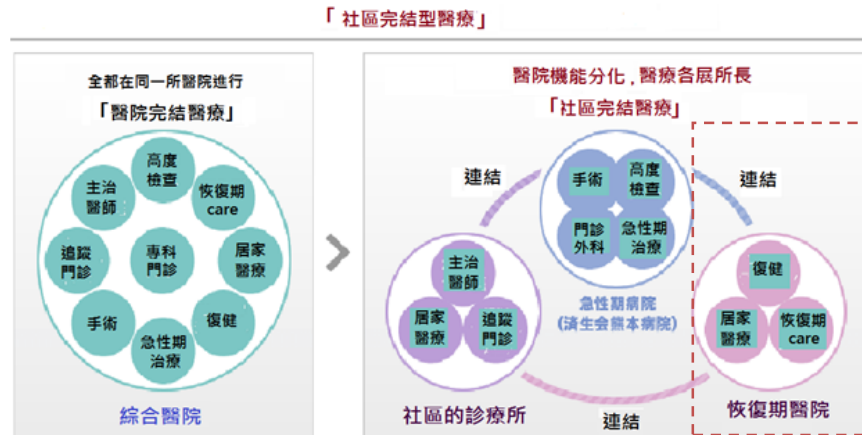 「 社區完結型醫療」
全都在同一所醫院進行
「醫院完結醫療」
高度
檢查
主治
醫師
恢復期
care
追蹤
門診
專科
門診
居家
醫療
手術
復健
急性期
治療
綜合醫院
醫院機能分化,醫療各展所長
「社區完結醫療」
連結
手術
高度
檢查
門診
外科
急性期
治療
連結
急性期病院
(済生会熊本病院)
主治
醫師
居家
醫療
追蹤
門診
社區的診療所
連結
復健
居家
醫療
恢復期
care
恢復期醫院